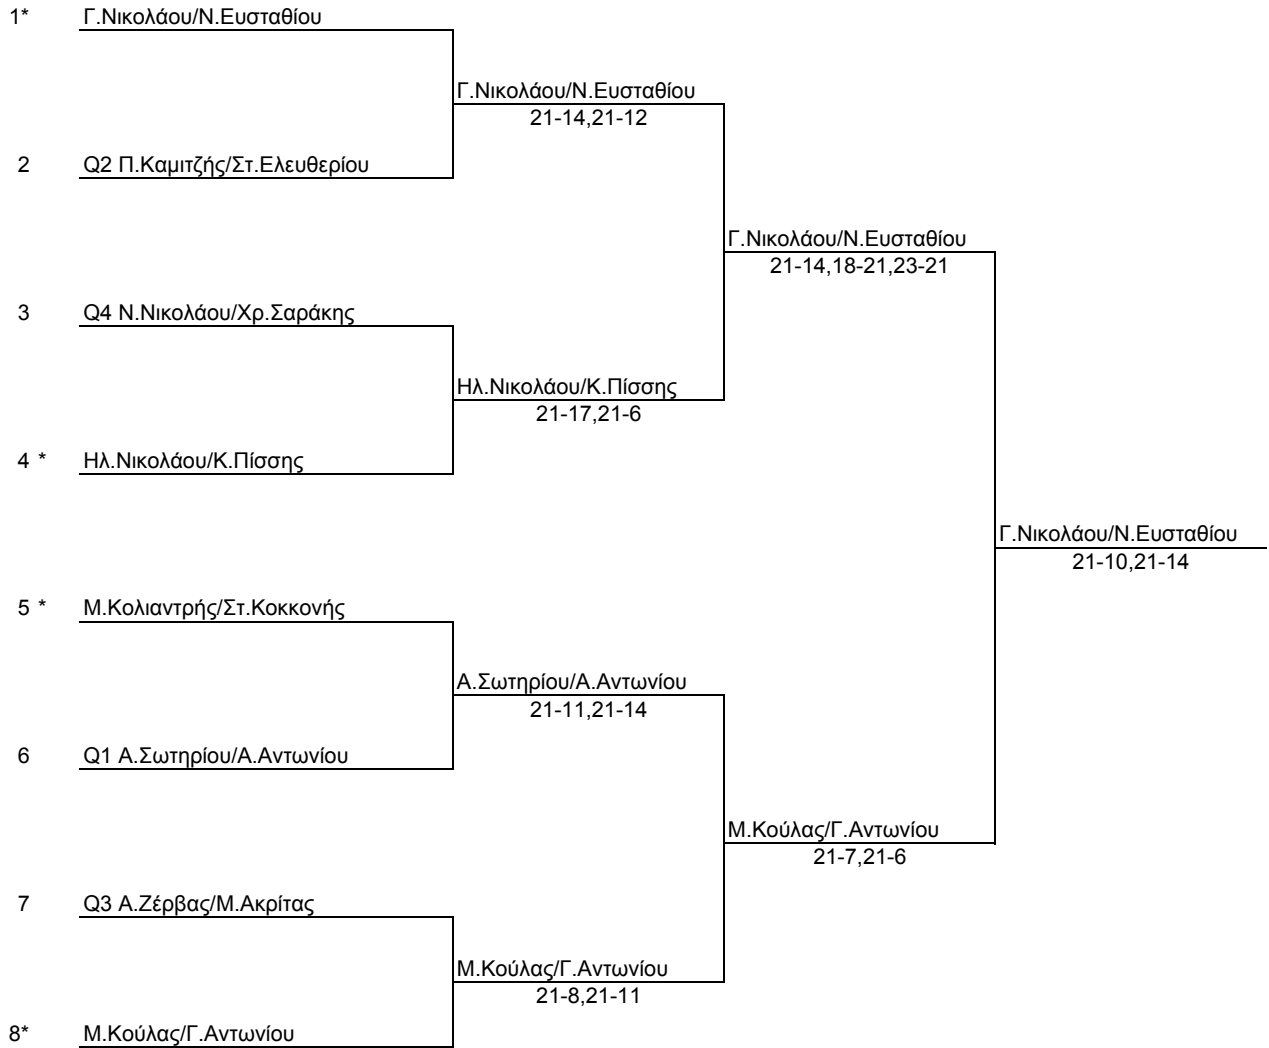 1* Γ.Νικολάου/Ν.Ευσταθίου
Γ.Νικολάου/Ν.Ευσταθίου
21-14,21-12
2 Q2 Π.Καμιτζής/Στ.Ελευθερίου
Γ.Νικολάου/Ν.Ευσταθίου
21-14,18-21,23-21
3 Q4 Ν.Νικολάου/Χρ.Σαράκης
Ηλ.Νικολάου/Κ.Πίσσης
21-17,21-6
4 * Ηλ.Νικολάου/Κ.Πίσσης
Γ.Νικολάου/Ν.Ευσταθίου
21-10,21-14
5 * Μ.Κολιαντρής/Στ.Κοκκονής
Α.Σωτηρίου/Α.Αντωνίου
21-11,21-14
6 Q1 Α.Σωτηρίου/Α.Αντωνίου
Μ.Κούλας/Γ.Αντωνίου
21-7,21-6
7 Q3 Α.Ζέρβας/Μ.Ακρίτας
Μ.Κούλας/Γ.Αντωνίου
21-8,21-11
8* Μ.Κούλας/Γ.Αντωνίου